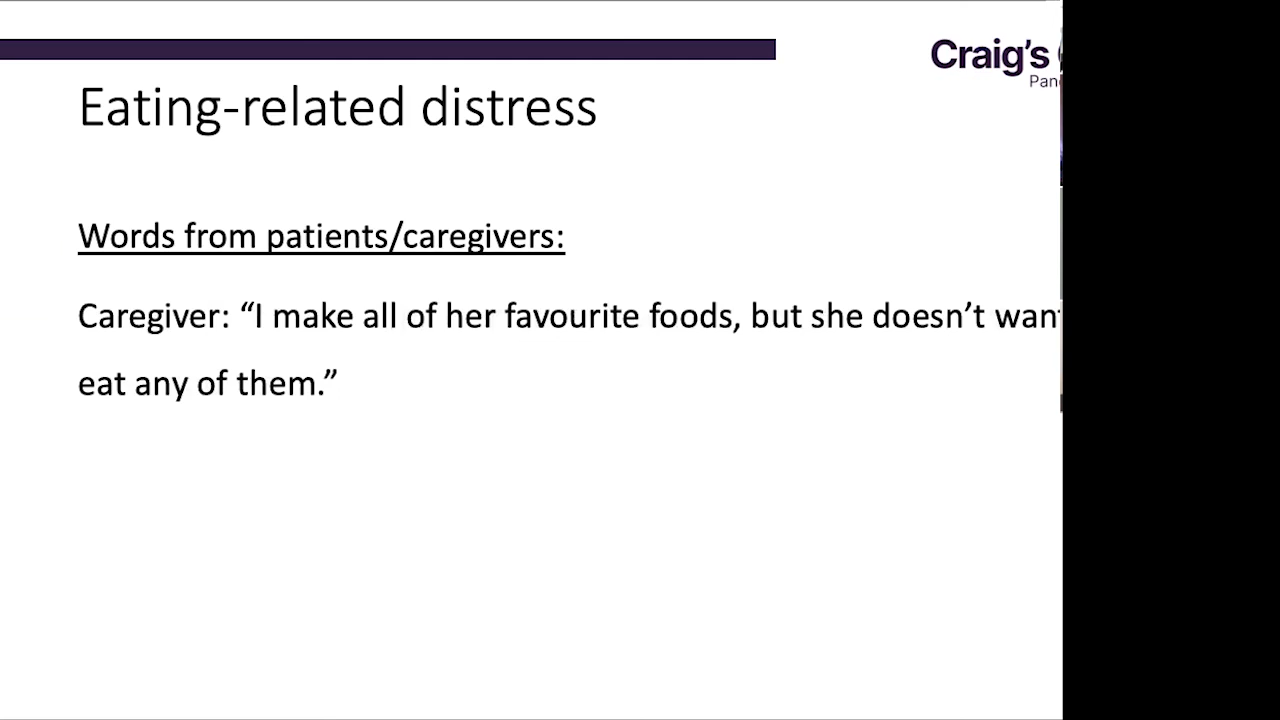 Craig's
Eating-related distress
Words from patients/caregivers:
Caregiver: “I make all of her favourite foods, but she doesn’t
eat any of them.”